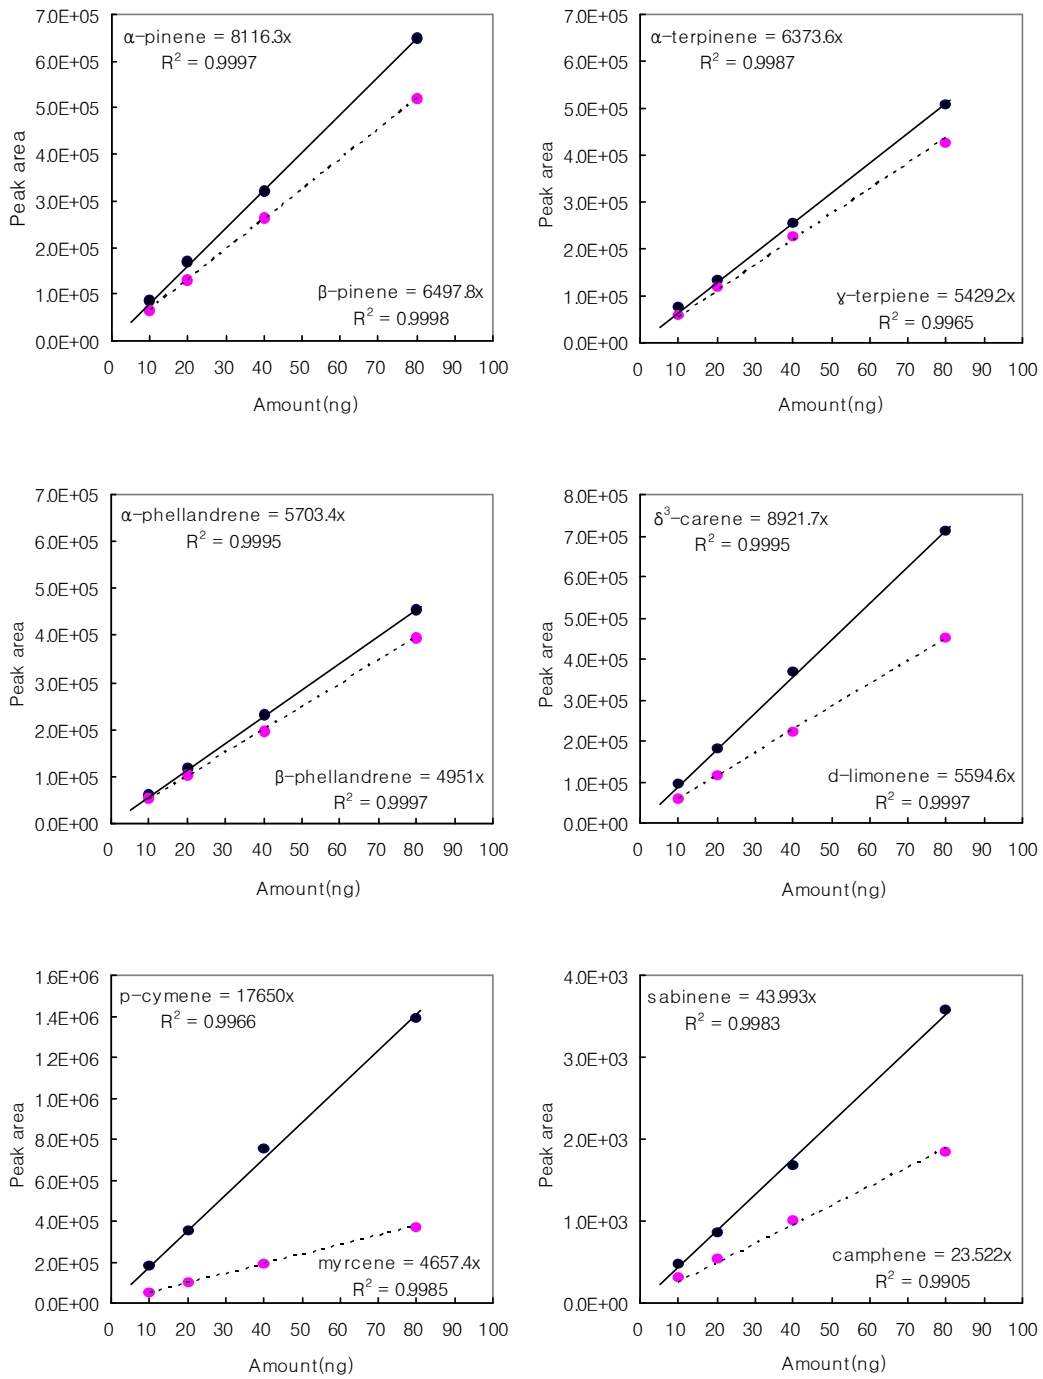 α-pinene = 8116.3x
R² = 0.9997
β-pinene = 6497.8x
R² = 0.9998
7.0E+05
6.0E+05
5.0E+05
4.0E+05
3.0E+05
2.0E+05
1.0E+05
0.0E+00
Peak area
0 10 20 30 40 50 60 70 80 90 100
Amount(ng)
α-terpinene = 6373.6x
R² = 0.9987
γ-terpiene = 5429.2x
R² = 0.9965
7.0E+05
6.0E+05
5.0E+05
4.0E+05
3.0E+05
2.0E+05
1.0E+05
0.0E+00
Peak area
0 10 20 30 40 50 60 70 80 90 100
Amount(ng)
α-phellandrene = 5703.4x
R² = 0.9995
β-phellandrene = 4951x
R² = 0.9997
7.0E+05
6.0E+05
5.0E+05
4.0E+05
3.0E+05
2.0E+05
1.0E+05
0.0E+00
Peak area
0 10 20 30 40 50 60 70 80 90 100
Amount(ng)
δ³-carene = 8921.7x
R² = 0.9995
d-limonene = 5594.6x
R² = 0.9997
8.0E+05
7.0E+05
6.0E+05
5.0E+05
4.0E+05
3.0E+05
2.0E+05
1.0E+05
0.0E+00
Peak area
0 10 20 30 40 50 60 70 80 90 100
Amount(ng)
p-cymene = 17650x
R² = 0.9966
myrcene = 4657.4x
R² = 0.9985
1.6E+06
1.4E+06
1.2E+06
1.0E+06
8.0E+05
6.0E+05
4.0E+05
2.0E+05
0.0E+00
Peak area
0 10 20 30 40 50 60 70 80 90 100
Amount(ng)
sabinene = 43.993x
R² = 0.9983
camphene = 23.522x
R² = 0.9905
4.0E+03
3.0E+03
2.0E+03
1.0E+03
0.0E+00
Peak area
0 10 20 30 40 50 60 70 80 90 100
Amount(ng)